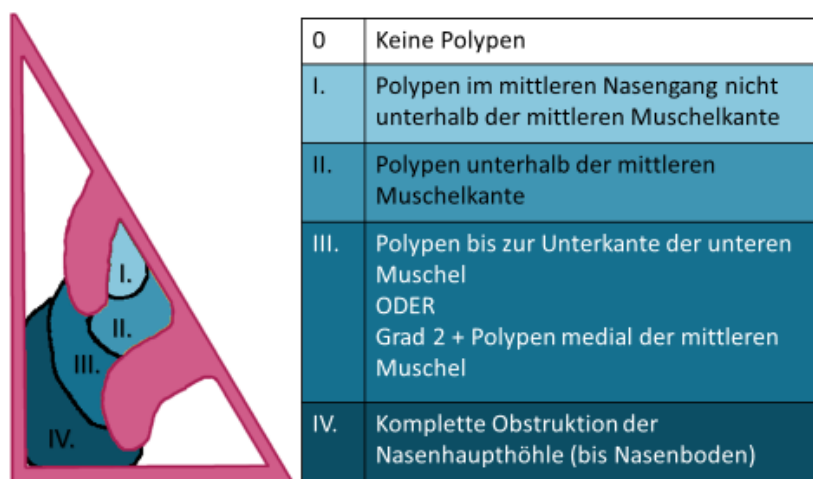 I.
II.
III.
IV.
0 Keine Polypen
I. Polypen im mittleren Nasengang nicht
unterhalb der mittleren Muschelkante
II. Polypen unterhalb der mittleren
Muschelkante
III. Polypen bis zur Unterkante der unteren
Muschel
ODER
Grad 2 + Polypen medial der mittleren
Muschel
IV. Komplette Obstruktion der
Nasenhaupthöhle (bis Nasenboden)